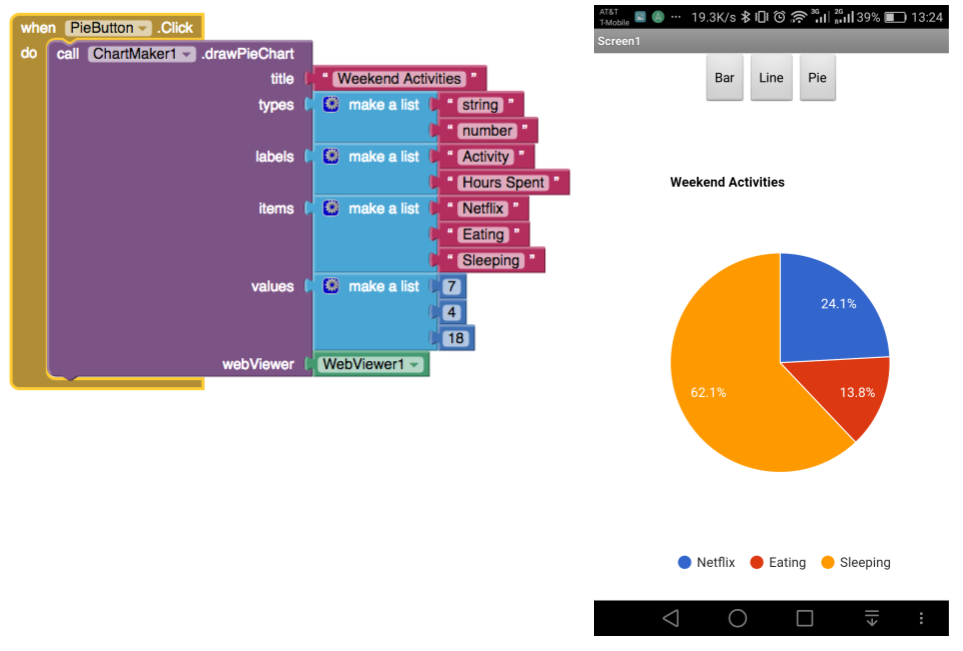 when PieButton .Click
do call ChartMaker1 .drawPieChart
title " Weekend Activities "
types make a list " string "
" number "
labels make a list " Activity "
" Hours Spent "
items make a list " Netflix "
" Eating "
" Sleeping "
values make a list 7
4
18
webViewer WebViewer1
AT&T
T-Mobile
19.3K/s 3G 2G 39% 13:24
Screen1
Bar Line Pie
Weekend Activities
24.1%
13.8%
62.1%
Netflix Eating Sleeping